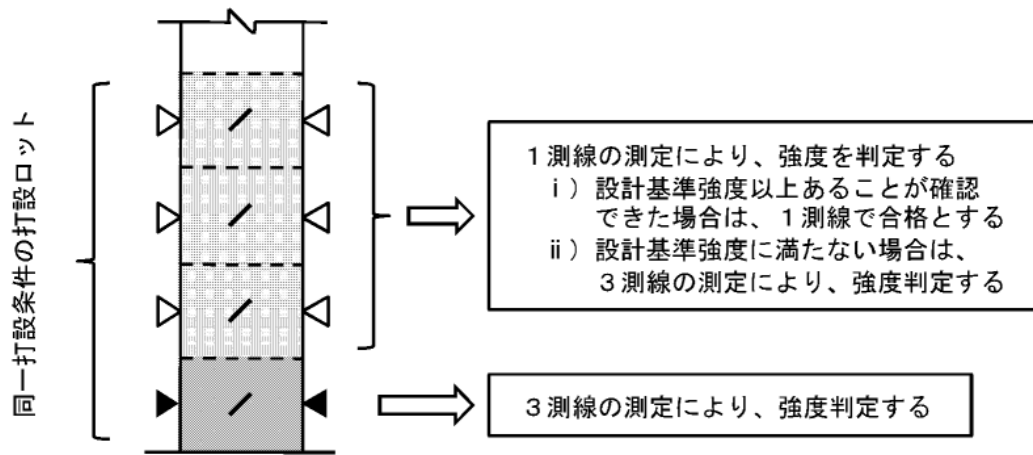 同一打設条件の打設ロット
１測線の測定により、強度を判定する
ⅰ）設計基準強度以上あることが確認
できた場合は、１測線で合格とする
ⅱ）設計基準強度に満たない場合は、
３測線の測定により、強度判定する
３測線の測定により、強度判定する